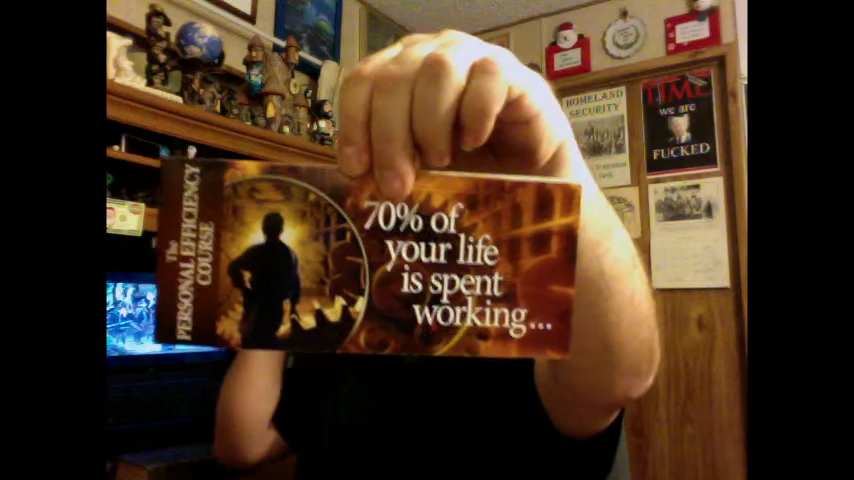 The
PERSONAL EFFICIENCY
COURSE
70% of
your life
is spent
working...
HOMELAND
SECURITY
TIME
we are
FUCKED